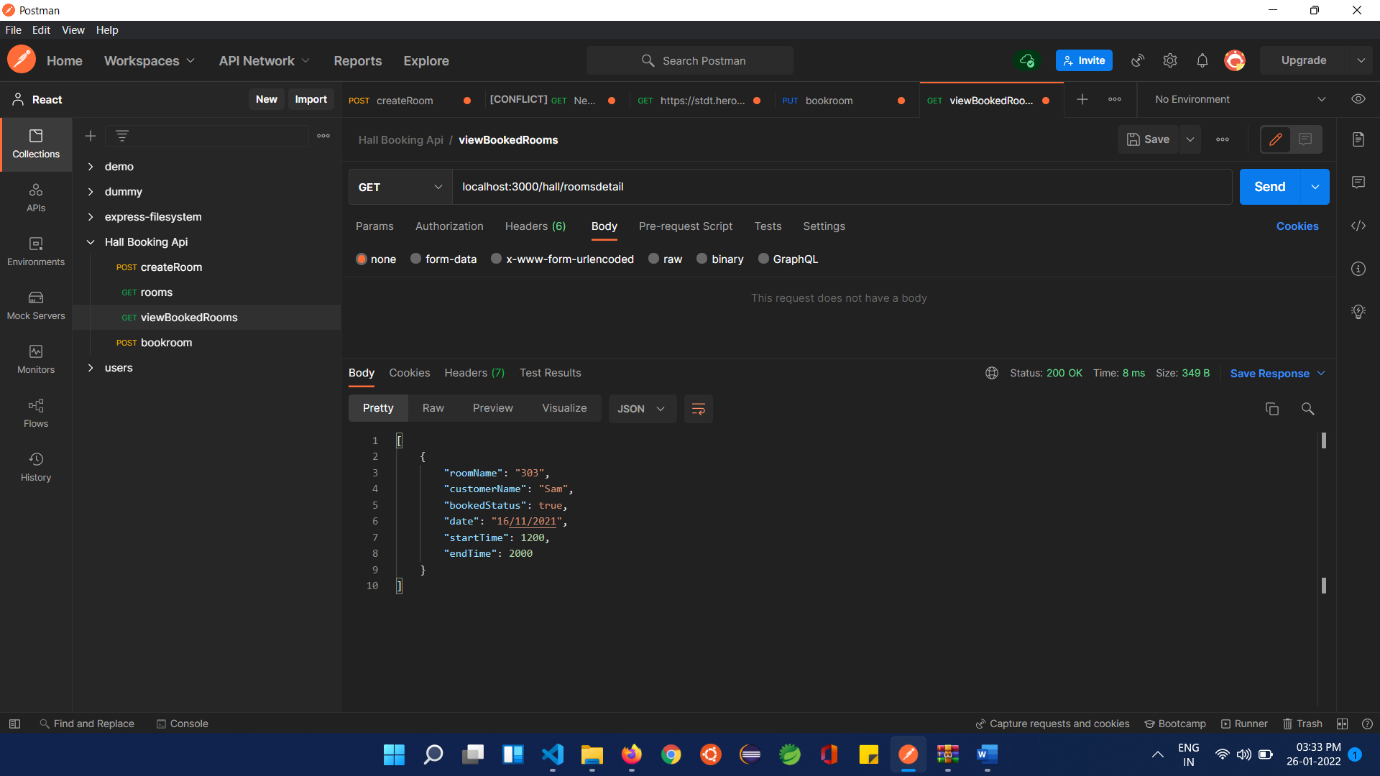 Postman
File Edit View Help
Home Workspaces API Network Reports Explore Search Postman Invite Upgrade
React New Import
POST createRoom [CONFLICT] GET Ne... GET https://stdt.hero... PUT bookroom GET viewBookedRoo... No Environment
Hall Booking Api / viewBookedRooms Save
Collections
APIs
Environments
Mock Servers
Monitors
Flows
History
demo
dummy
express-filesystem
Hall Booking Api
POST createRoom
GET rooms
GET viewBookedRooms
POST bookroom
users
GET localhost:3000/hall/roomsdetail Send
Params Authorization Headers (6) Body Pre-request Script Tests Settings Cookies
none form-data x-www-form-urlencoded raw binary GraphQL
This request does not have a body
Body Cookies Headers (7) Test Results Status: 200 OK Time: 8 ms Size: 349 B Save Response
Pretty Raw Preview Visualize JSON
1 [
2 {
3 "roomName": "303",
4 "customerName": "Sam",
5 "bookedStatus": true,
6 "date": "16/11/2021",
7 "startTime": 1200,
8 "endTime": 2000
9 }
10 ]
Find and Replace Console Capture requests and cookies Bootcamp Runner Trash
ENG 03:33 PM
IN 26-01-2022 1